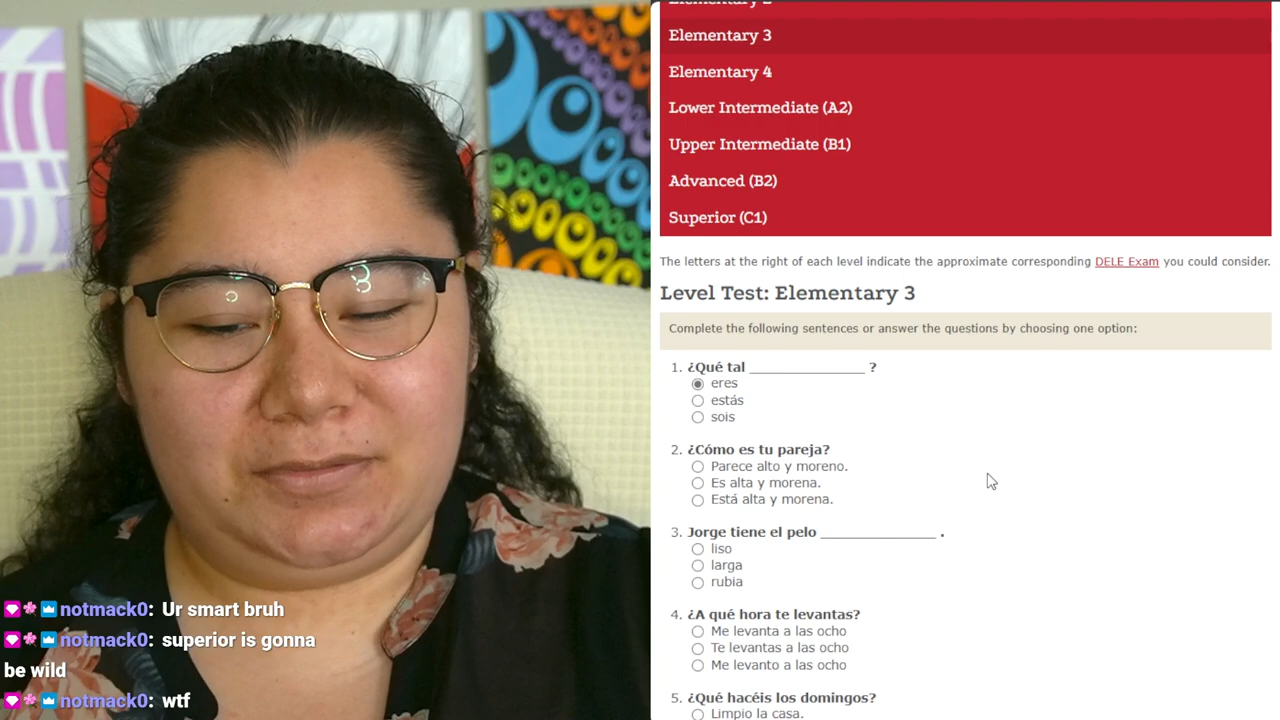 Elementary 3
Elementary 4
Lower Intermediate (A2)
Upper Intermediate (B1)
Advanced (B2)
Superior (C1)
The letters at the right of each level indicate the approximate corresponding DELE Exam you could consider.
Level Test: Elementary 3
Complete the following sentences or answer the questions by choosing one option:
1. ¿Qué tal _______________ ?
eres
estás
sois
2. ¿Cómo es tu pareja?
Parece alto y moreno.
Es alta y morena.
Está alta y morena.
3. Jorge tiene el pelo _______________ .
liso
larga
rubia
4. ¿A qué hora te levantas?
Me levanta a las ocho
Te levantas a las ocho
Me levanto a las ocho
5. ¿Qué hacéis los domingos?
Limpio la casa.
notmack0: Ur smart bruh
notmack0: superior is gonna
be wild
notmack0: wtf